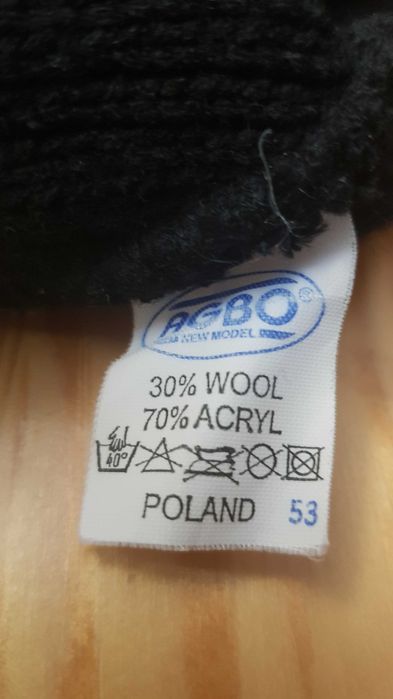 AGBO ®
NEW MODEL
30% WOOL
70% ACRYL
40°
POLAND 53